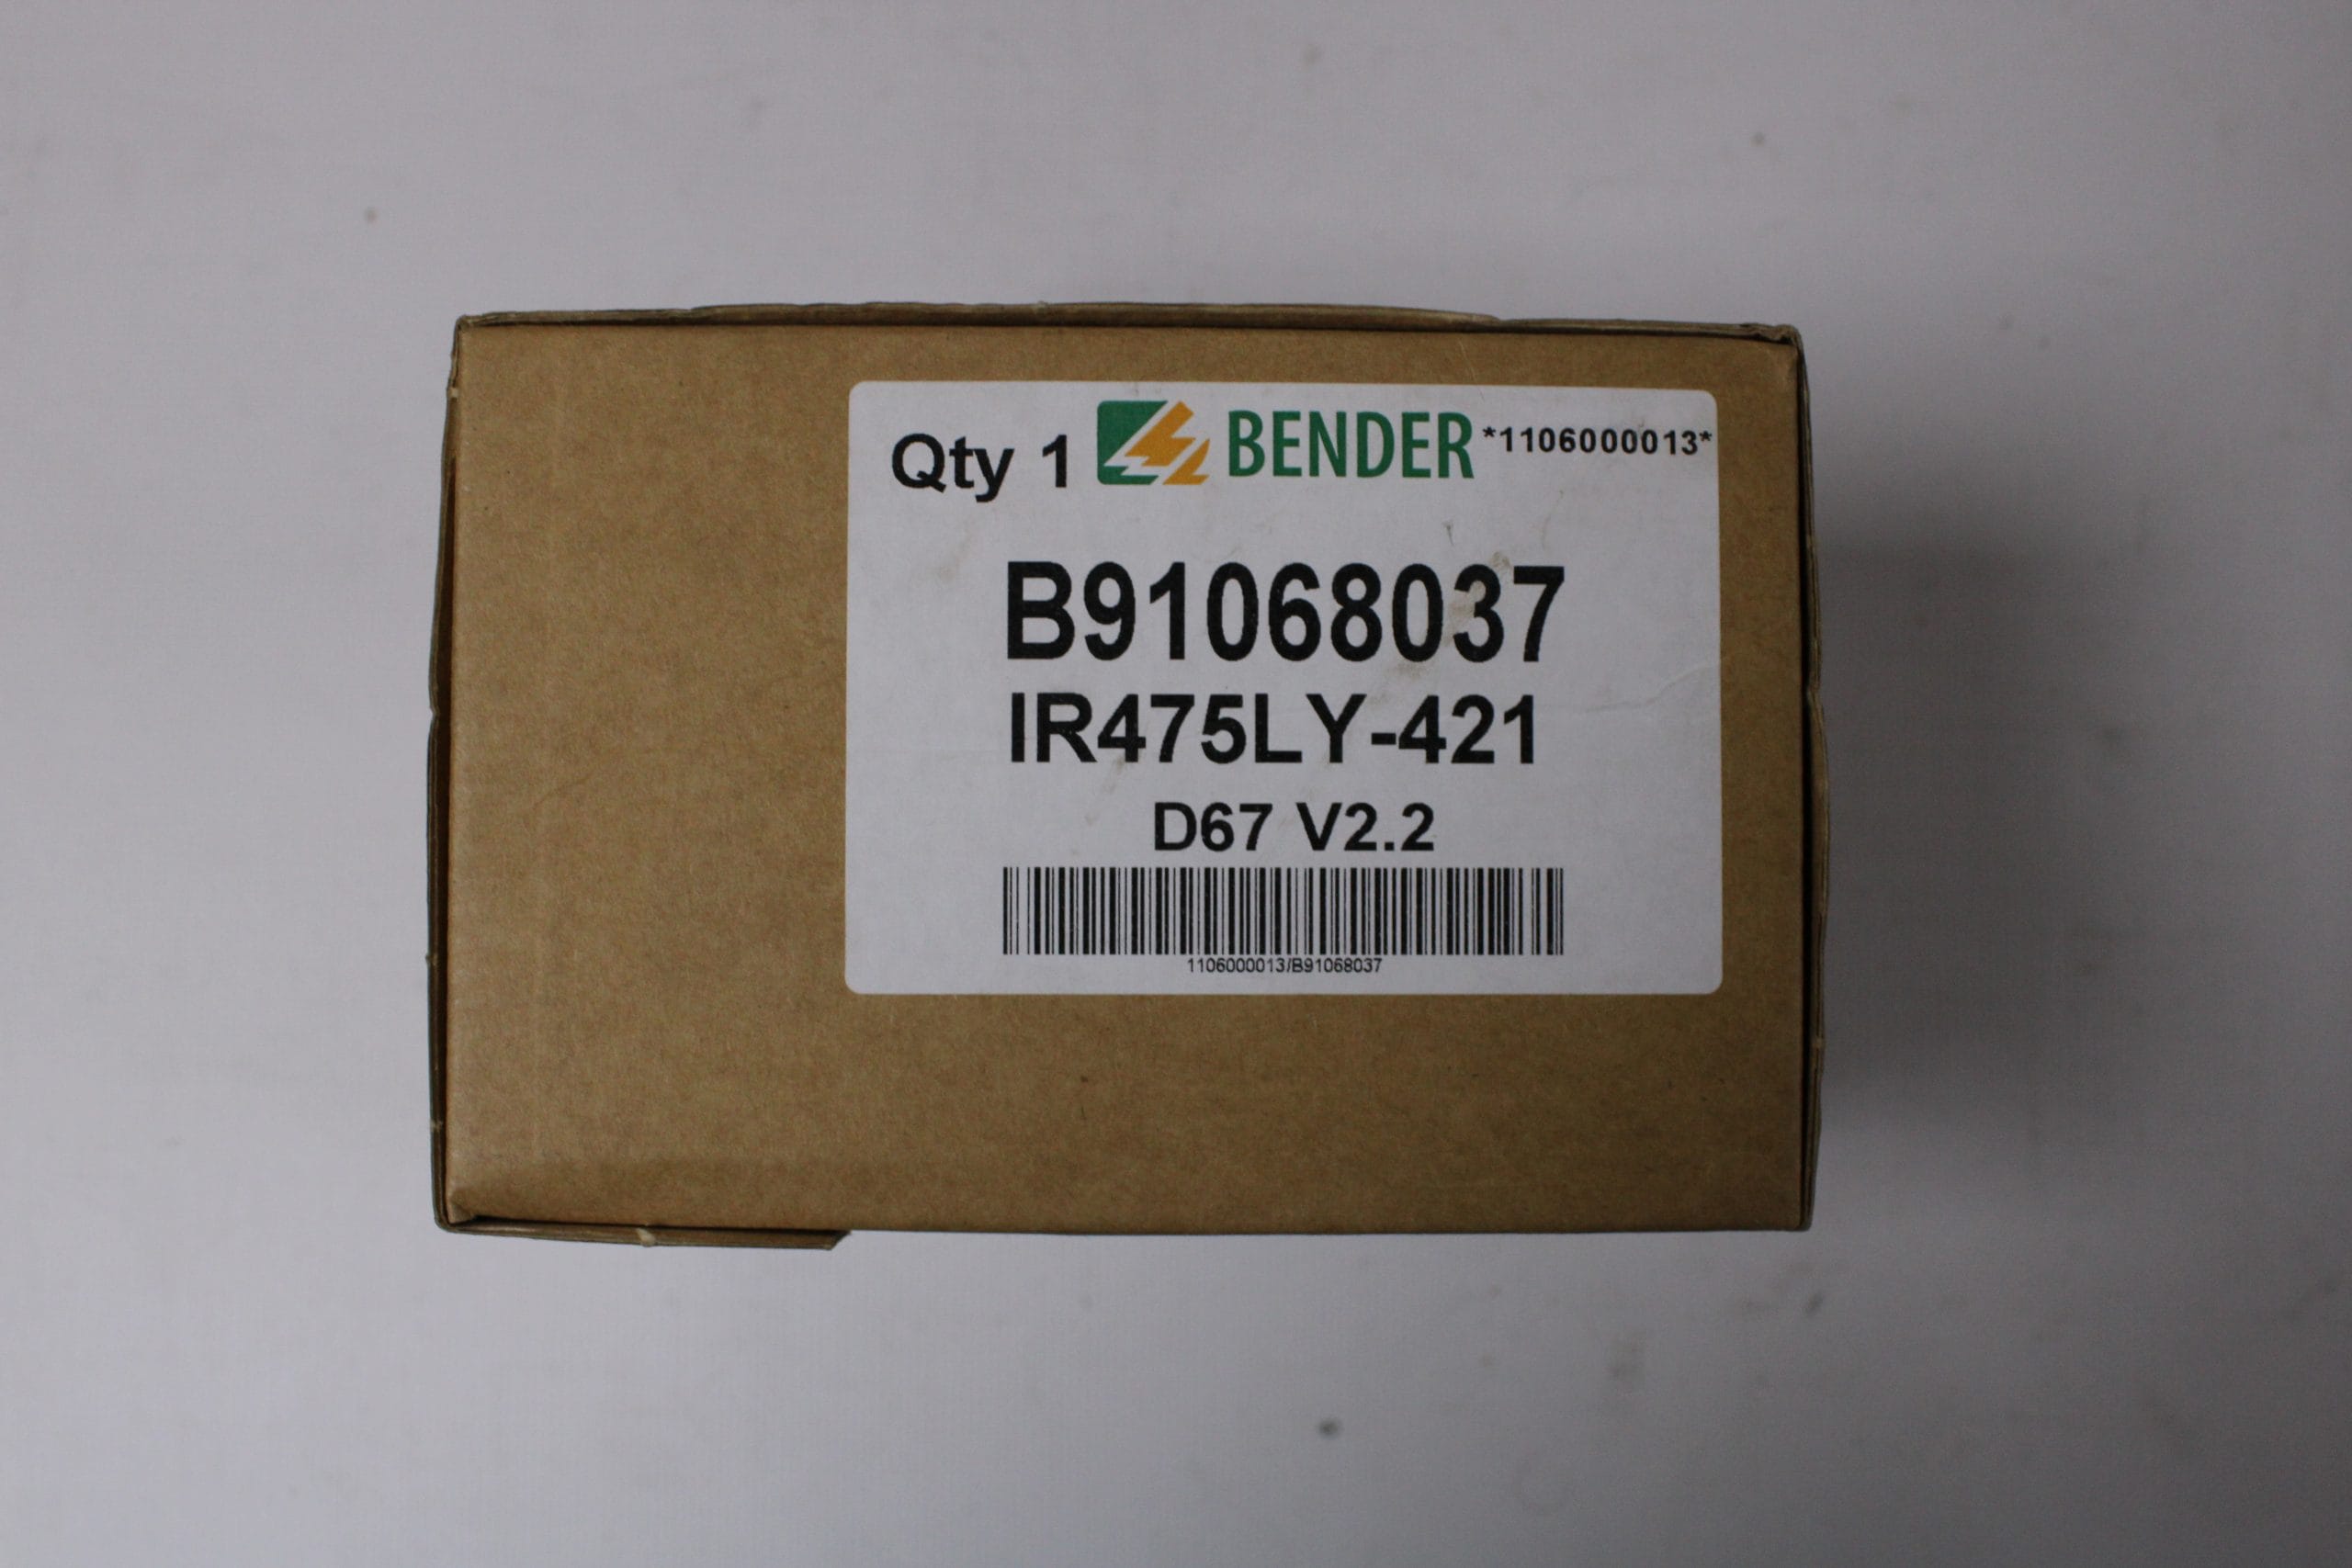 Qty 1 BENDER *1106000013*
B91068037
IR475LY-421
D67 V2.2
1106000013/B91068037